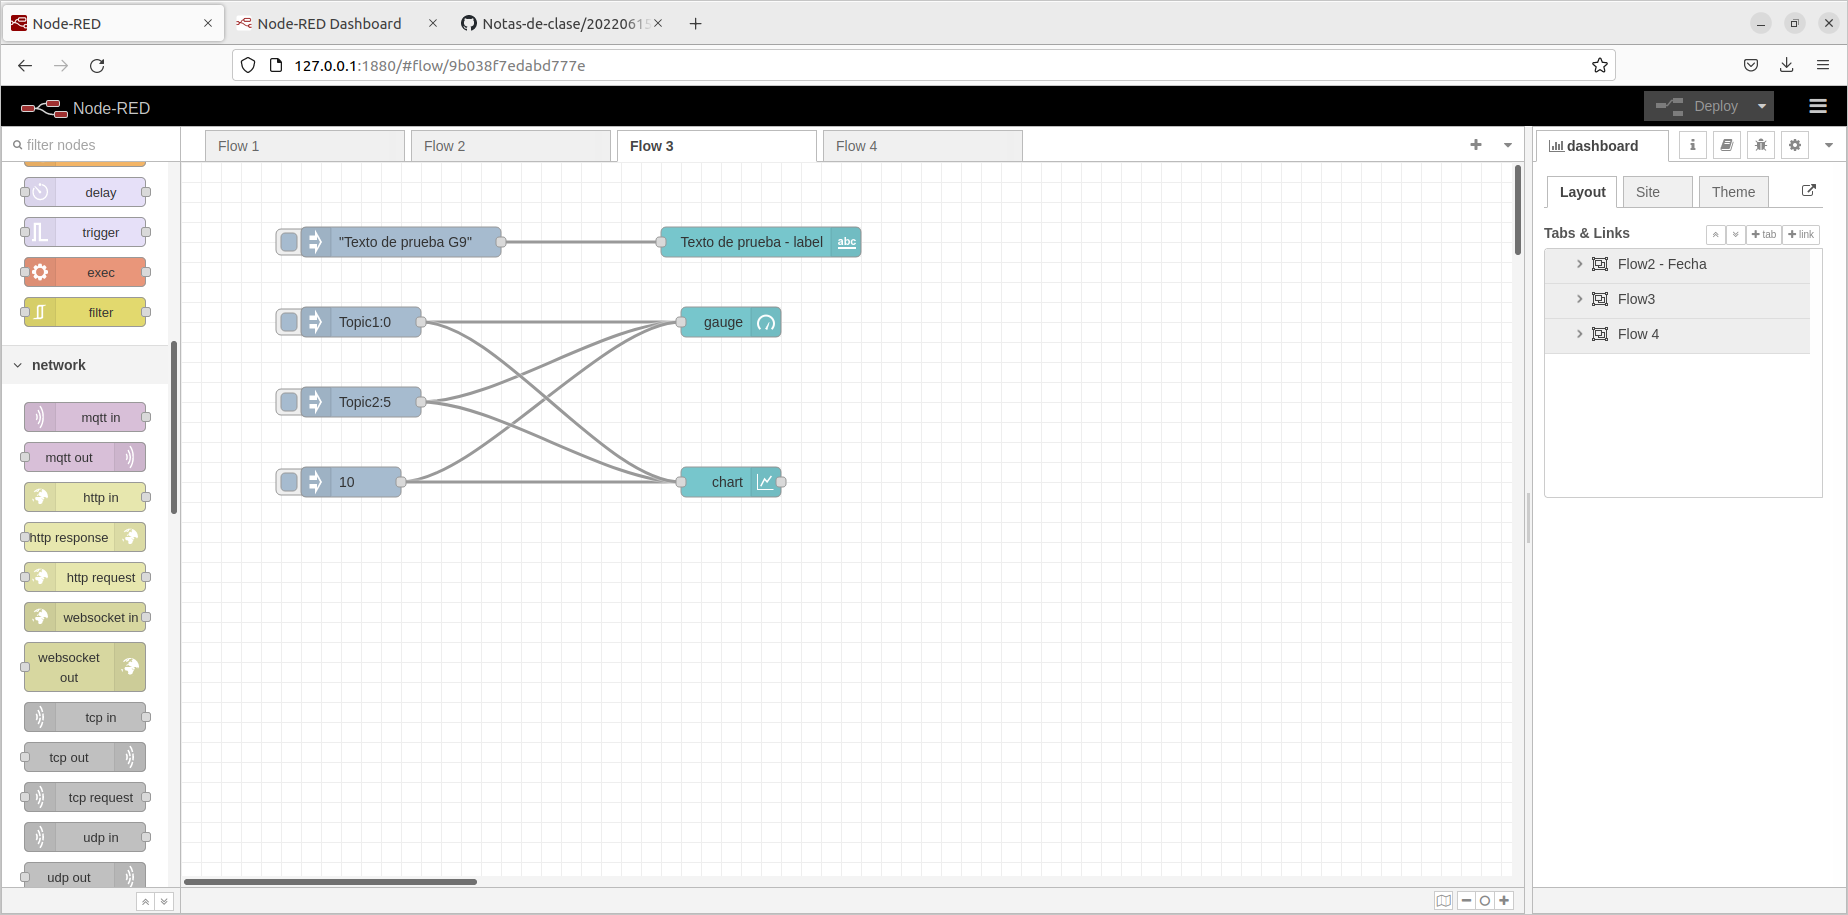 Node-RED
Node-RED Dashboard
Notas-de-clase/2022061
127.0.0.1:1880/#flow/9b038f7edabd777e
Node-RED
Deploy
filter nodes
Flow 1
Flow 2
Flow 3
Flow 4
dashboard
delay
trigger
exec
filter
network
mqtt in
mqtt out
http in
http response
http request
websocket in
websocket
out
tcp in
tcp out
tcp request
udp in
udp out
"Texto de prueba G9"
Texto de prueba - label
abc
Topic1:0
gauge
Topic2:5
10
chart
Layout
Site
Theme
Tabs & Links
tab
link
Flow2 - Fecha
Flow3
Flow 4